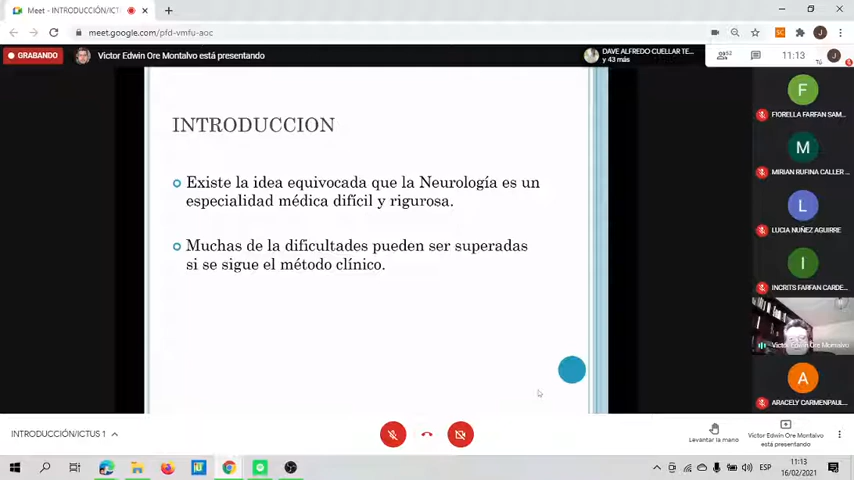 Meet - INTRODUCCIÓN/ICT
meet.google.com/pfd-vmfu-aoc
GRABANDO
Victor Edwin Ore Montalvo está presentando
DAVE ALFREDO CUELLAR TE...
y 43 más
52
11:13
Tú
J
INTRODUCCION
Existe la idea equivocada que la Neurología es un
especialidad médica difícil y rigurosa.
Muchas de la dificultades pueden ser superadas
si se sigue el método clínico.
F
FIORELLA FARFAN SAM...
M
MIRIAN RUFINA CALLER ...
L
LUCIA NUÑEZ AGUIRRE
I
INCRITS FARFAN CARDE...
Victor Edwin Ore Montalvo
A
ARACELY CARMENPAUL...
INTRODUCCIÓN/ICTUS 1
Levantar la mano
Victor Edwin Ore Montalvo
está presentando
ESP
11:13
16/02/2021